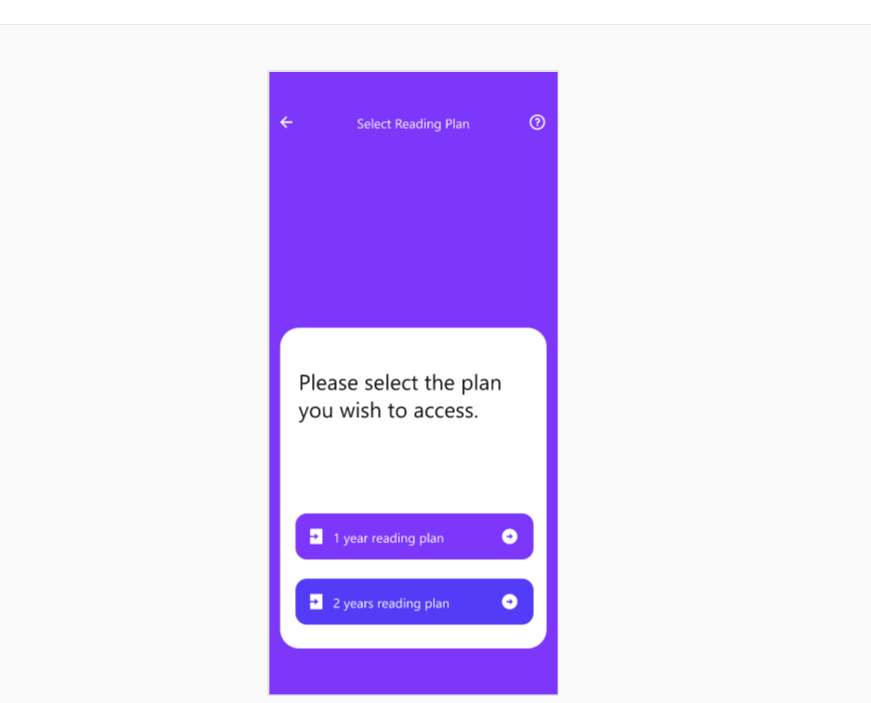 Select Reading Plan
Please select the plan
you wish to access.
1 year reading plan
2 years reading plan